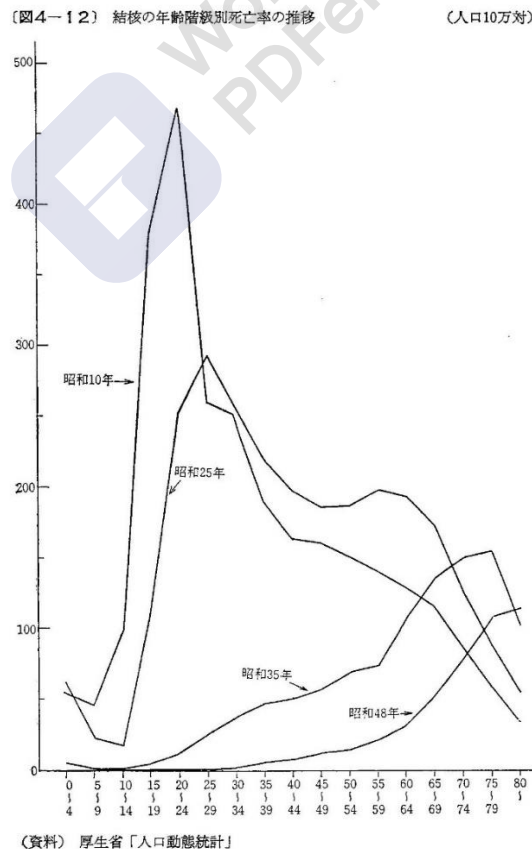 〔図4－12〕 結核の年齢階級別死亡率の推移 (人口10万対)
500
400
300
200
100
0
昭和10年→
昭和25年
昭和35年
昭和48年
0 5 10 15 20 25 30 35 40 45 50 55 60 65 70 75 80
〜 〜 〜 〜 〜 〜 〜 〜 〜 〜 〜 〜 〜 〜 〜 〜 〜
4 9 14 19 24 29 34 39 44 49 54 59 64 69 74 79
(資料) 厚生省「人口動態統計」
PDFer